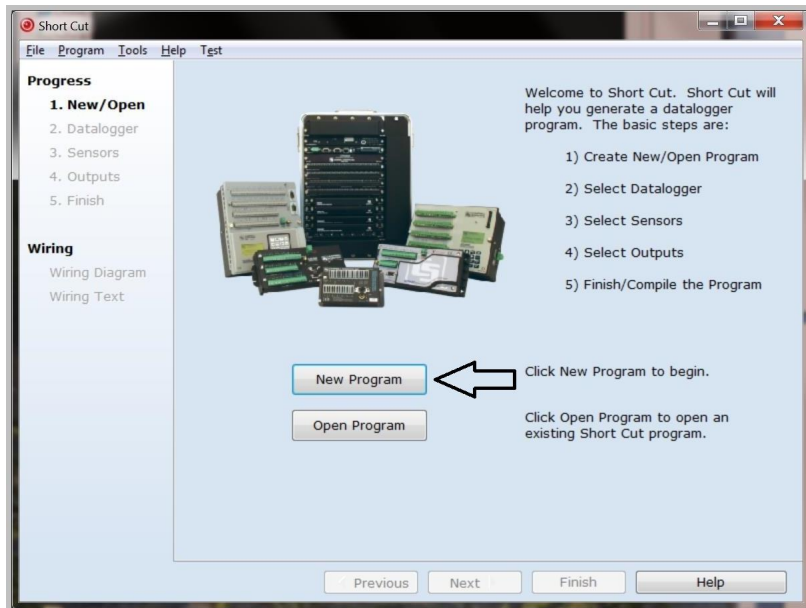 Short Cut
File Program Tools Help Test
Progress
1. New/Open
2. Datalogger
3. Sensors
4. Outputs
5. Finish
Wiring
Wiring Diagram
Wiring Text
Welcome to Short Cut. Short Cut will
help you generate a datalogger
program. The basic steps are:
1) Create New/Open Program
2) Select Datalogger
3) Select Sensors
4) Select Outputs
5) Finish/Compile the Program
New Program
Click New Program to begin.
Open Program
Click Open Program to open an
existing Short Cut program.
Previous Next Finish Help